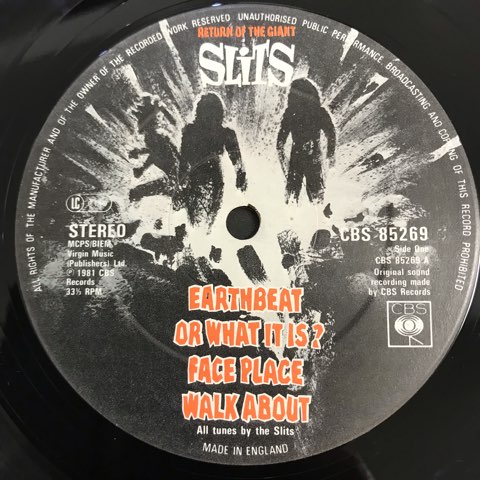 ALL RIGHTS OF THE MANUFACTURER AND OF THE OWNER OF THE RECORDED WORK RESERVED UNAUTHORISED PUBLIC PERFORMANCE BROADCASTING AND COPYING OF THIS RECORD PROHIBITED
RETURN OF THE GIANT
SLiTS
LC
STEREO
MCPS/BIEM
Virgin Music
(Publishers) Ltd
℗ 1981 CBS
Records
33⅓ RPM
CBS 85269
Side One
CBS 85269 A
Original sound
recording made
by CBS Records
CBS
EARTHBEAT
OR WHAT IT IS?
FACE PLACE
WALK ABOUT
All tunes by the Slits
MADE IN ENGLAND